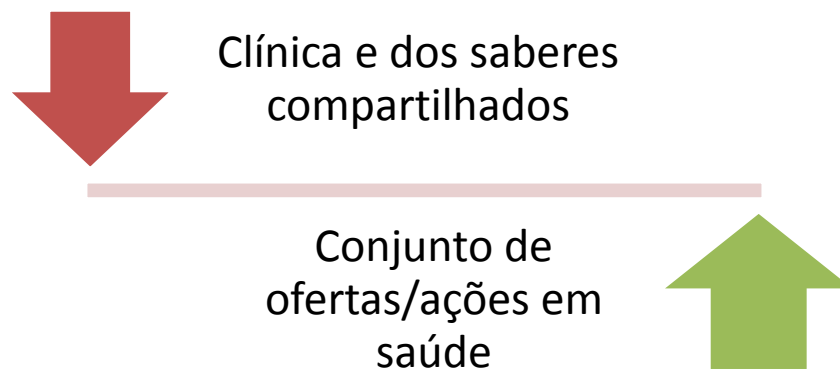 Clínica e dos saberes
compartilhados
Conjunto de
ofertas/ações em
saúde